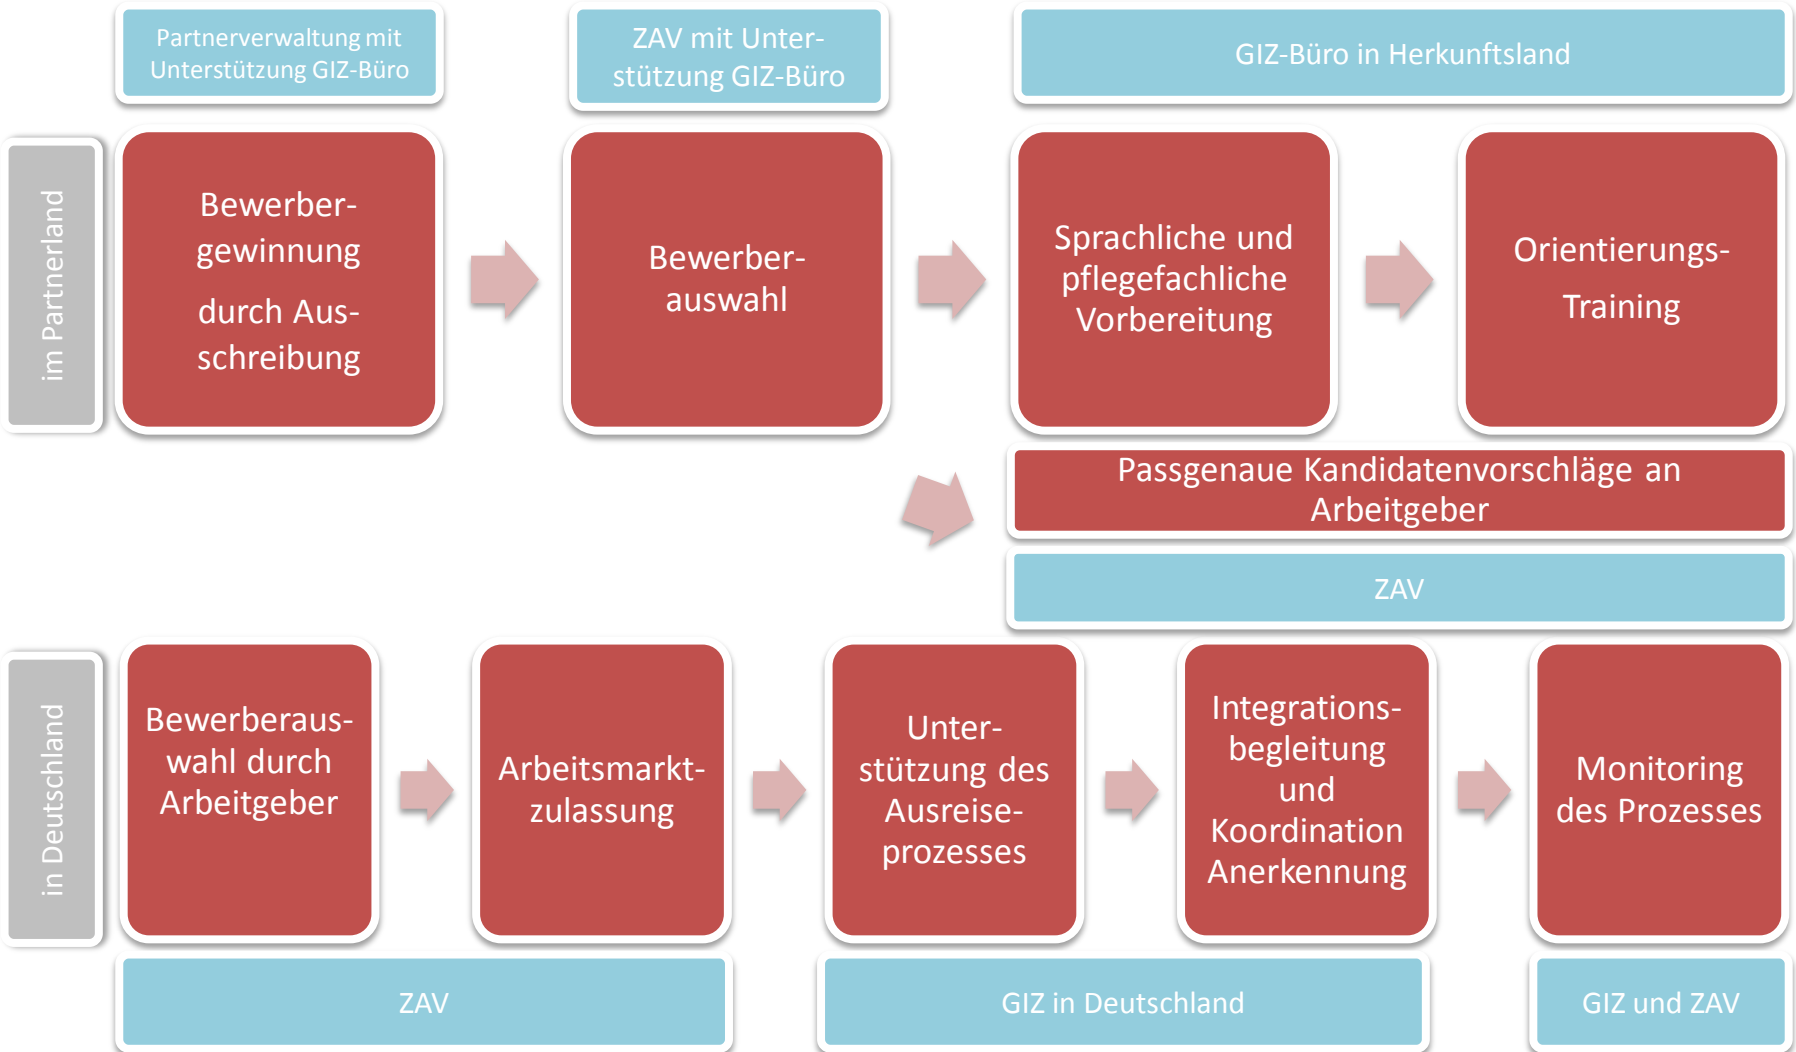 Partnerverwaltung mit
Unterstützung GIZ-Büro
ZAV mit Unter-
stützung GIZ-Büro
GIZ-Büro in Herkunftsland
im Partnerland
Bewerber-
gewinnung
durch Aus-
schreibung
Bewerber-
auswahl
Sprachliche und
pflegefachliche
Vorbereitung
Orientierungs-
Training
Passgenaue Kandidatenvorschläge an
Arbeitgeber
ZAV
in Deutschland
Bewerberaus-
wahl durch
Arbeitgeber
Arbeitsmarkt-
zulassung
Unter-
stützung des
Ausreise-
prozesses
Integrations-
begleitung
und
Koordination
Anerkennung
Monitoring
des Prozesses
ZAV
GIZ in Deutschland
GIZ und ZAV